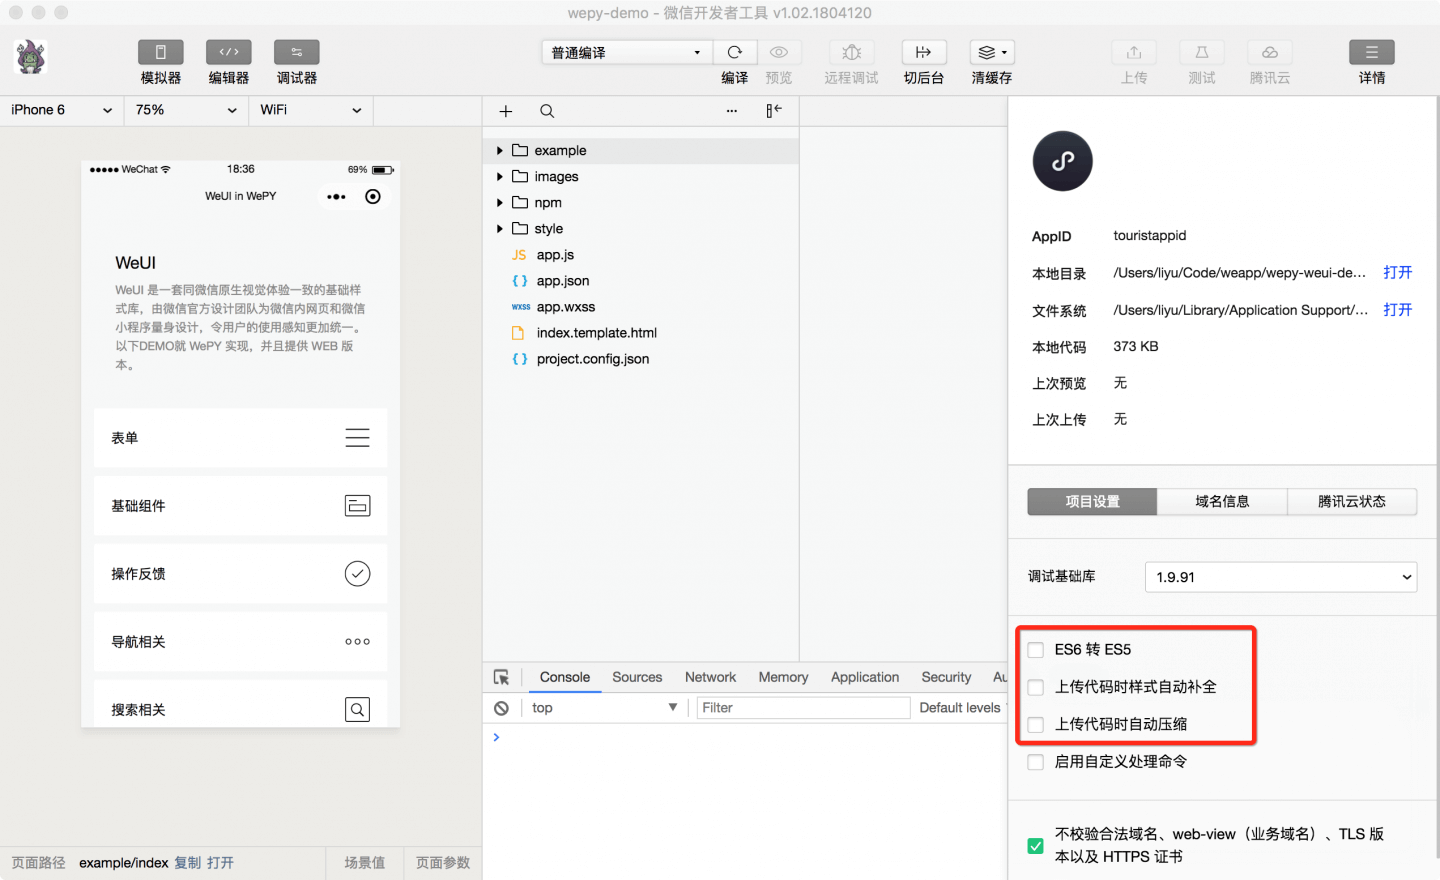 wepy-demo - 微信开发者工具 v1.02.1804120
模拟器 编辑器 调试器
普通编译
编译 预览 远程调试 切后台 清缓存
上传 测试 腾讯云 详情
iPhone 6 75% WiFi
WeChat 18:36 69%
WeUI in WePY
WeUI
WeUI 是一套同微信原生视觉体验一致的基础样
式库，由微信官方设计团队为微信内网页和微信
小程序量身设计，令用户的使用感知更加统一。
以下DEMO就 WePY 实现，并且提供 WEB 版
本。
表单
基础组件
操作反馈
导航相关
搜索相关
页面路径 example/index 复制 打开 场景值 页面参数
example
images
npm
style
JS app.js
{ } app.json
wxss app.wxss
index.template.html
{ } project.config.json
Console Sources Network Memory Application Security Au
top Filter Default levels
AppID touristappid
本地目录 /Users/liyu/Code/weapp/wepy-weui-de... 打开
文件系统 /Users/liyu/Library/Application Support/... 打开
本地代码 373 KB
上次预览 无
上次上传 无
项目设置 域名信息 腾讯云状态
调试基础库 1.9.91
ES6 转 ES5
上传代码时样式自动补全
上传代码时自动压缩
启用自定义处理命令
不校验合法域名、web-view（业务域名）、TLS 版
本以及 HTTPS 证书